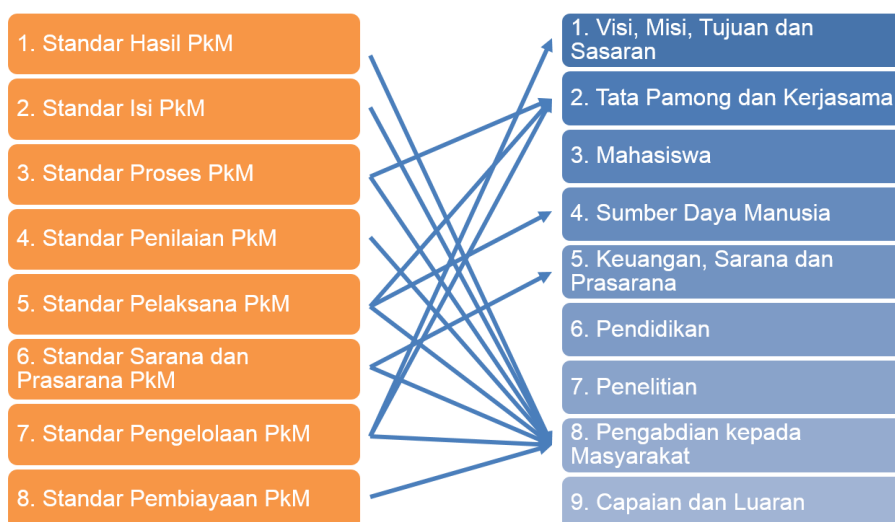 1. Standar Hasil PkM
2. Standar Isi PkM
3. Standar Proses PkM
4. Standar Penilaian PkM
5. Standar Pelaksana PkM
6. Standar Sarana dan
Prasarana PkM
7. Standar Pengelolaan PkM
8. Standar Pembiayaan PkM
1. Visi, Misi, Tujuan dan
Sasaran
2. Tata Pamong dan Kerjasama
3. Mahasiswa
4. Sumber Daya Manusia
5. Keuangan, Sarana dan
Prasarana
6. Pendidikan
7. Penelitian
8. Pengabdian kepada
Masyarakat
9. Capaian dan Luaran